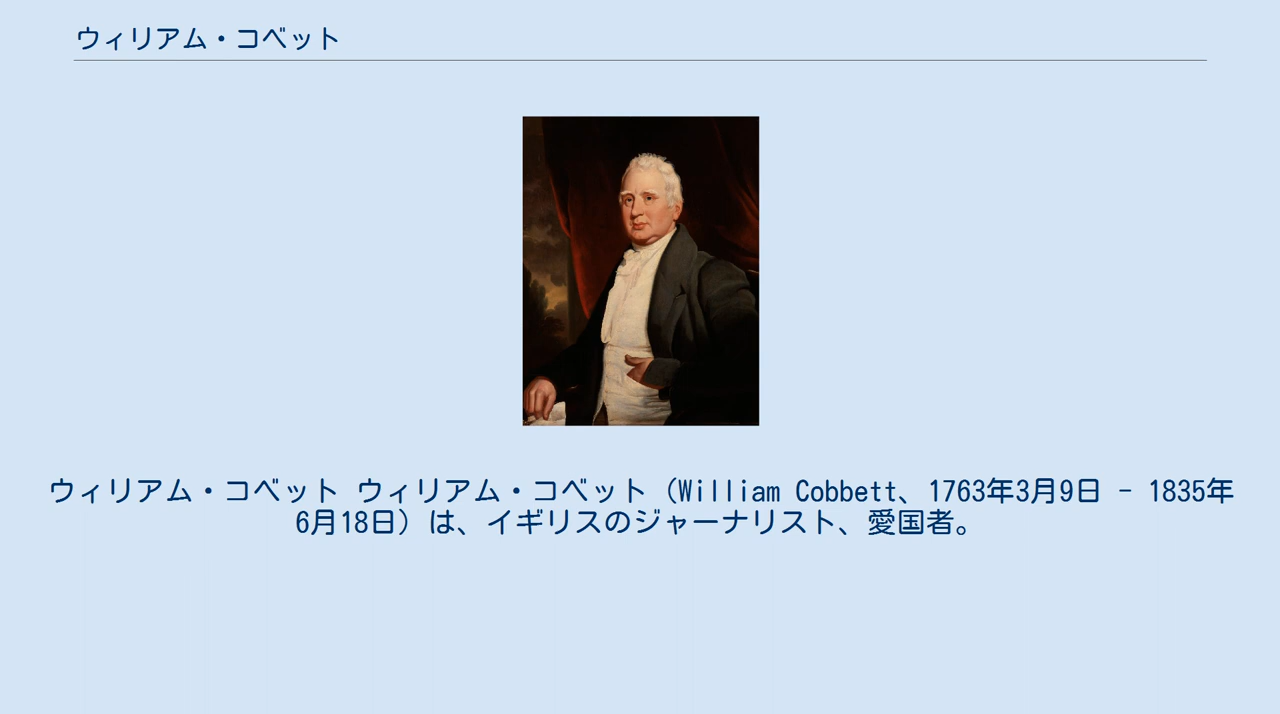 ウィリアム・コベット
ウィリアム・コベット ウィリアム・コベット（William Cobbett、1763年3月9日 - 1835年
6月18日）は、イギリスのジャーナリスト、愛国者。